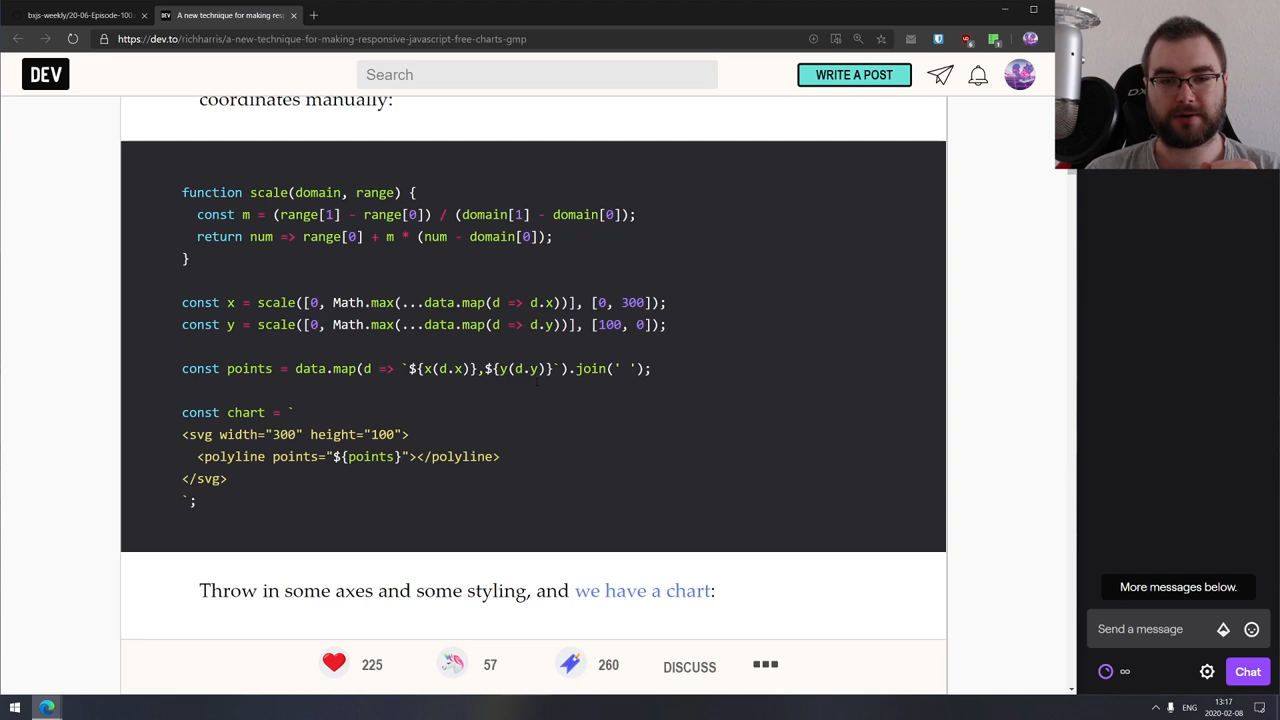 bxjs-weekly/20-06-Episode-100.
DEV
A new technique for making resp
https://dev.to/richharris/a-new-technique-for-making-responsive-javascript-free-charts-gmp
6
1
DEV
Search
WRITE A POST
coordinates manually:
function scale(domain, range) {
const m = (range[1] - range[0]) / (domain[1] - domain[0]);
return num => range[0] + m * (num - domain[0]);
}
const x = scale([0, Math.max(...data.map(d => d.x))], [0, 300]);
const y = scale([0, Math.max(...data.map(d => d.y))], [100, 0]);
const points = data.map(d => `${x(d.x)},${y(d.y)}`).join(' ');
const chart = `
<svg width="300" height="100">
<polyline points="${points}"></polyline>
</svg>
`;
Throw in some axes and some styling, and we have a chart:
225
57
260
DISCUSS
More messages below.
Send a message
∞
Chat
ENG
13:17
2020-02-08